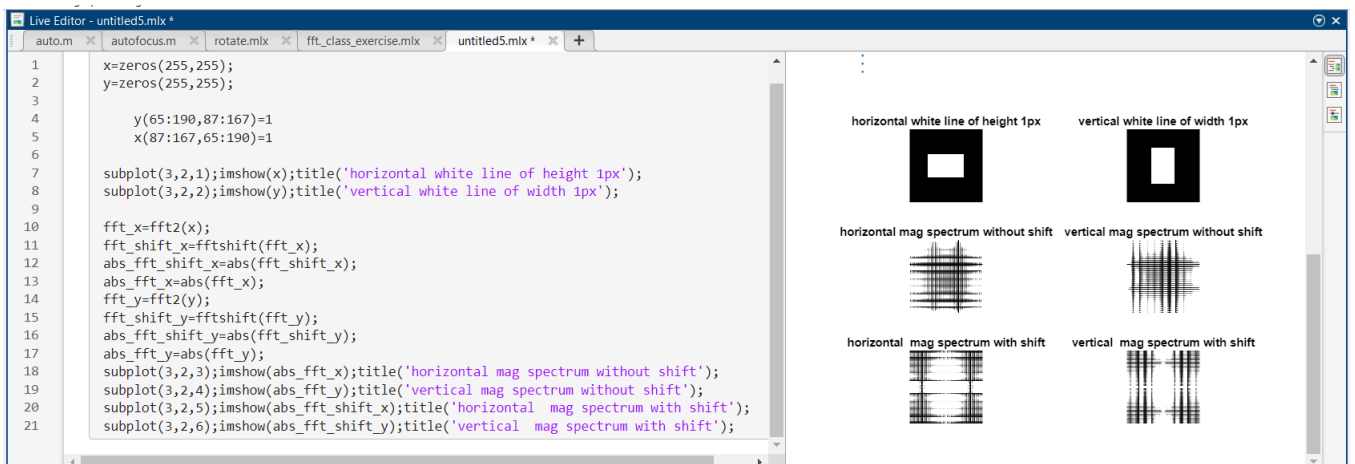 Live Editor - untitled5.mlx *
auto.m autofocus.m rotate.mlx fft._class_exercise.mlx untitled5.mlx * +
1 x=zeros(255,255);
2 y=zeros(255,255);
3
4 y(65:190,87:167)=1
5 x(87:167,65:190)=1
6
7 subplot(3,2,1);imshow(x);title('horizontal white line of height 1px');
8 subplot(3,2,2);imshow(y);title('vertical white line of width 1px');
9
10 fft_x=fft2(x);
11 fft_shift_x=fftshift(fft_x);
12 abs_fft_shift_x=abs(fft_shift_x);
13 abs_fft_x=abs(fft_x);
14 fft_y=fft2(y);
15 fft_shift_y=fftshift(fft_y);
16 abs_fft_shift_y=abs(fft_shift_y);
17 abs_fft_y=abs(fft_y);
18 subplot(3,2,3);imshow(abs_fft_x);title('horizontal mag spectrum without shift');
19 subplot(3,2,4);imshow(abs_fft_y);title('vertical mag spectrum without shift');
20 subplot(3,2,5);imshow(abs_fft_shift_x);title('horizontal  mag spectrum with shift');
21 subplot(3,2,6);imshow(abs_fft_shift_y);title('vertical  mag spectrum with shift');
horizontal white line of height 1px
vertical white line of width 1px
horizontal mag spectrum without shift
vertical mag spectrum without shift
horizontal  mag spectrum with shift
vertical  mag spectrum with shift